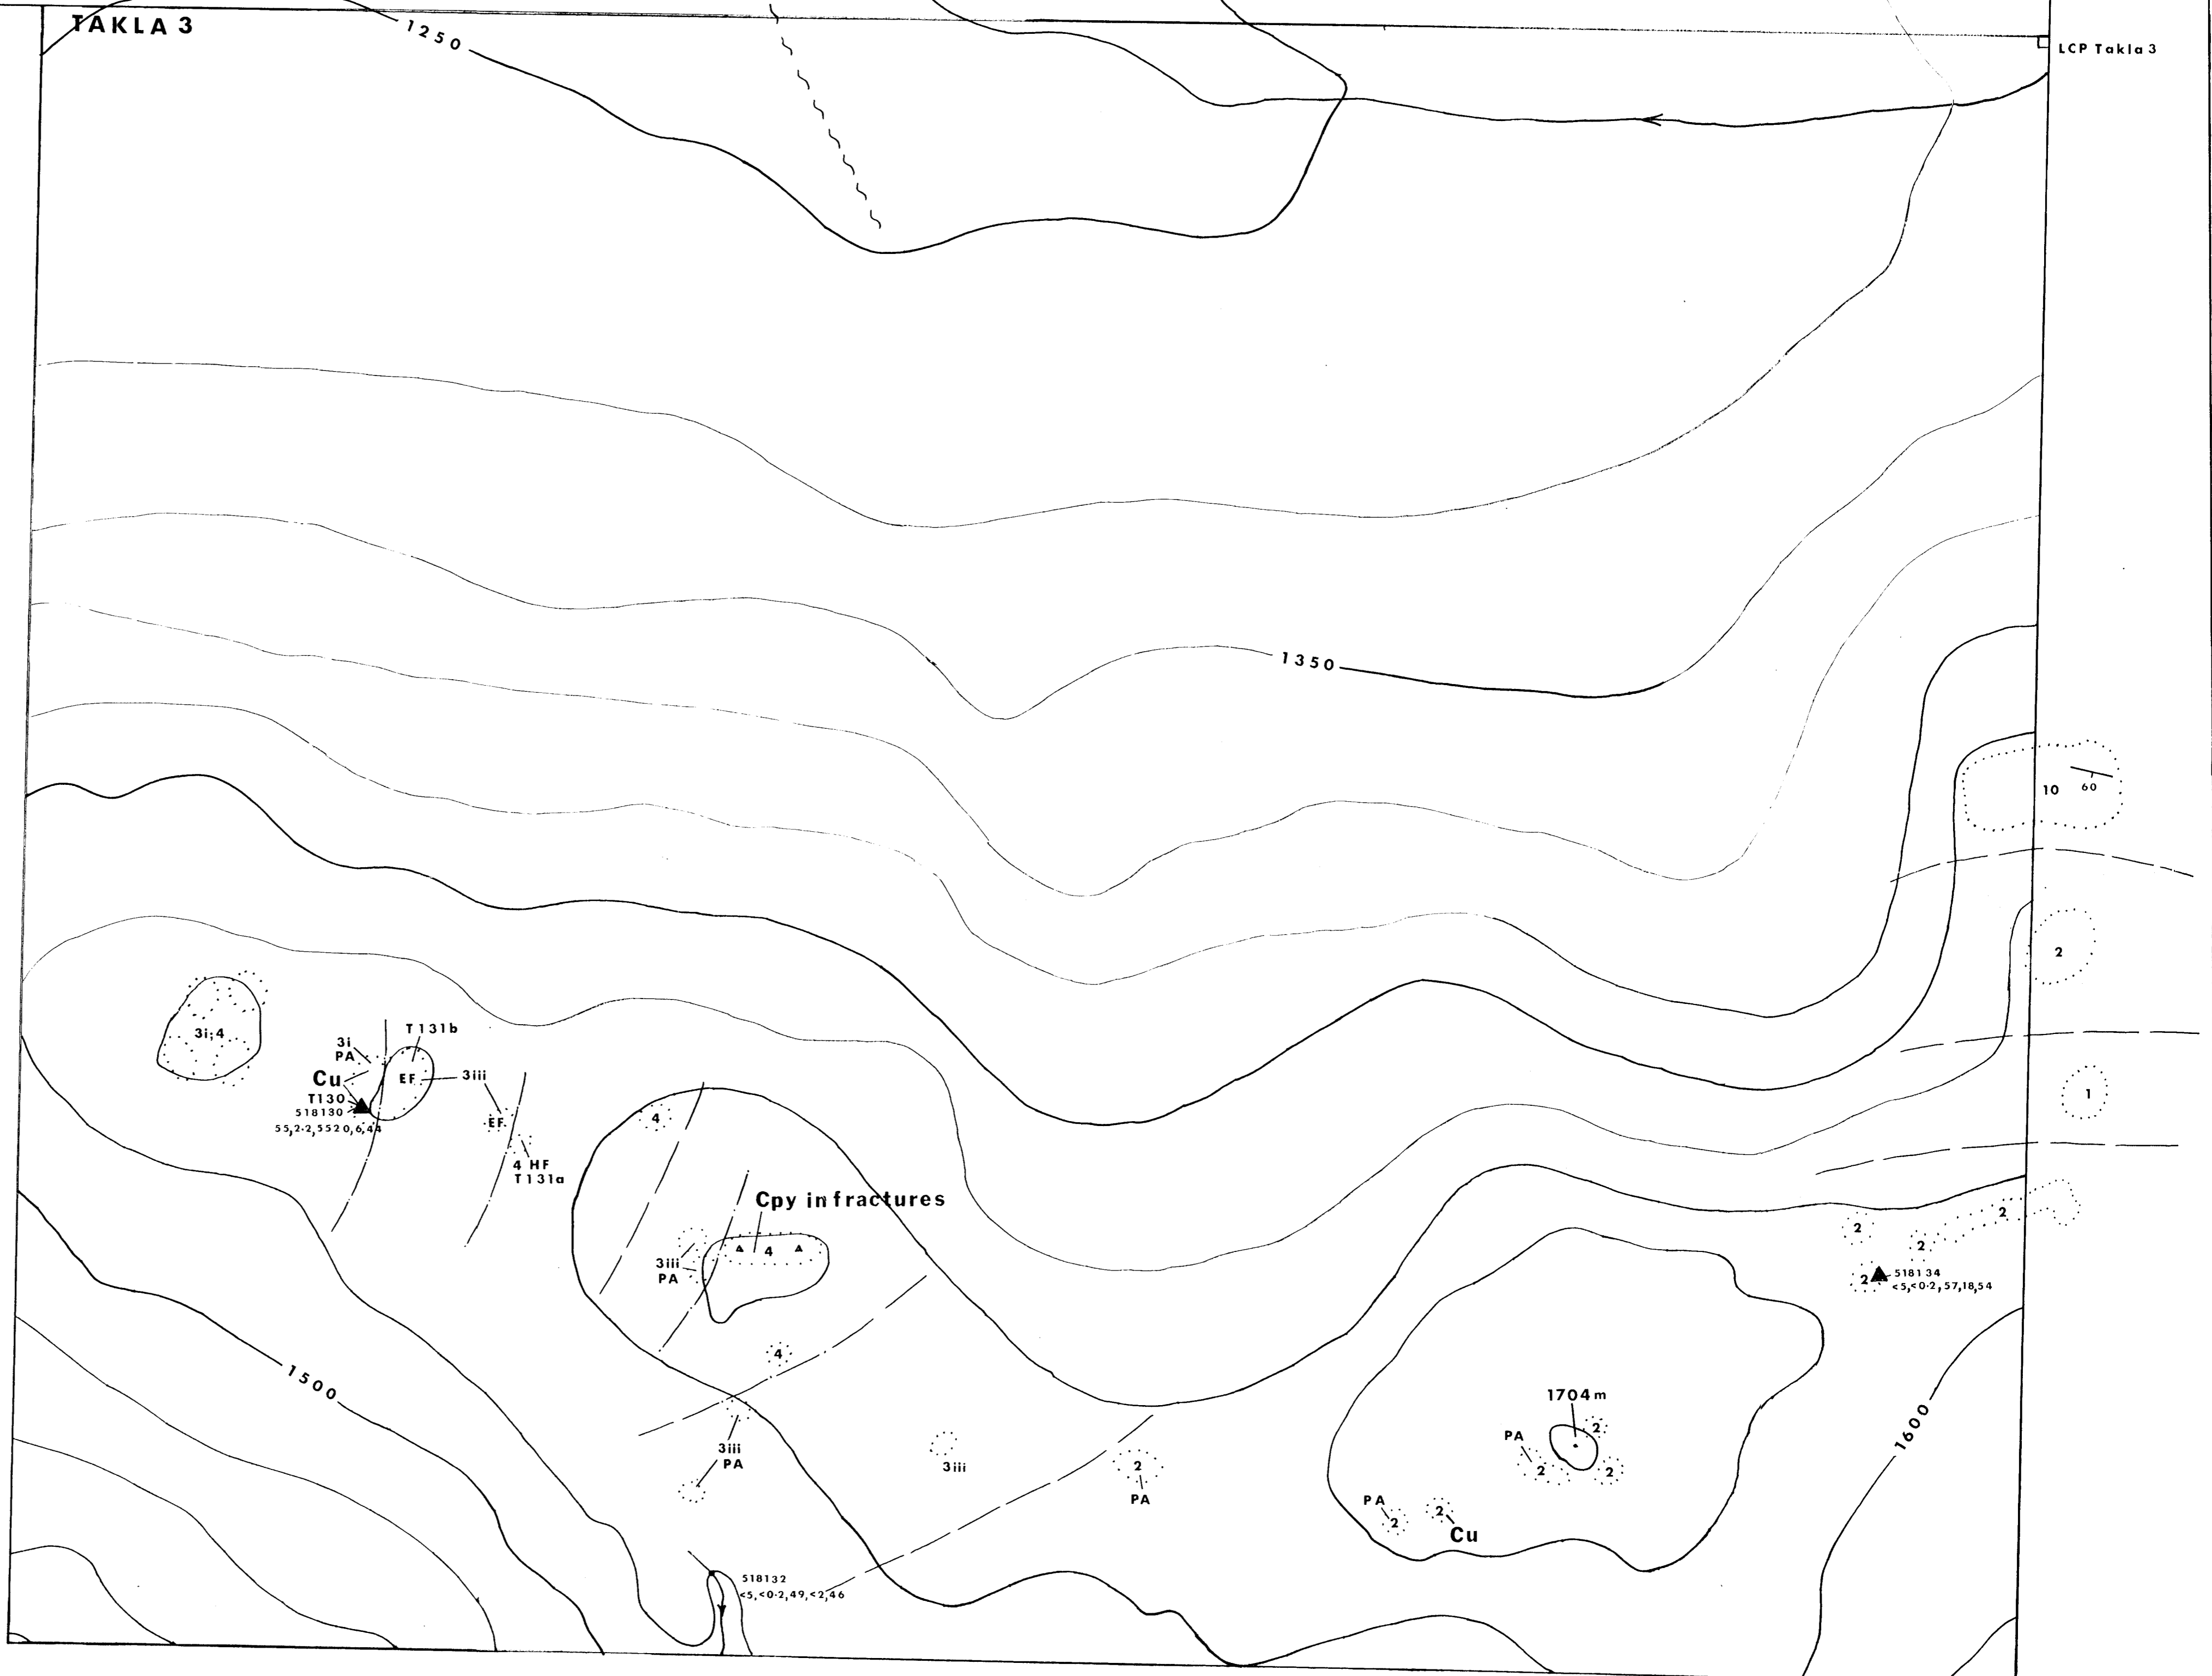 TAKLA 3
1250
LCP Takla 3
1350
10
60
2
1
3i;4
3i
PA
T131b
Cu
EF
3iii
T130
518130
55,2·2,5520,6,44
EF
4 HF
T131a
4
Cpy in fractures
4
3iii
PA
4
3iii
PA
3iii
2
PA
2
2
2
2
518134
<5,<0·2,57,18,54
1500
1704m
2
PA
2
2
PA
2
2
Cu
1600
518132
<5,<0·2,49,<2,46